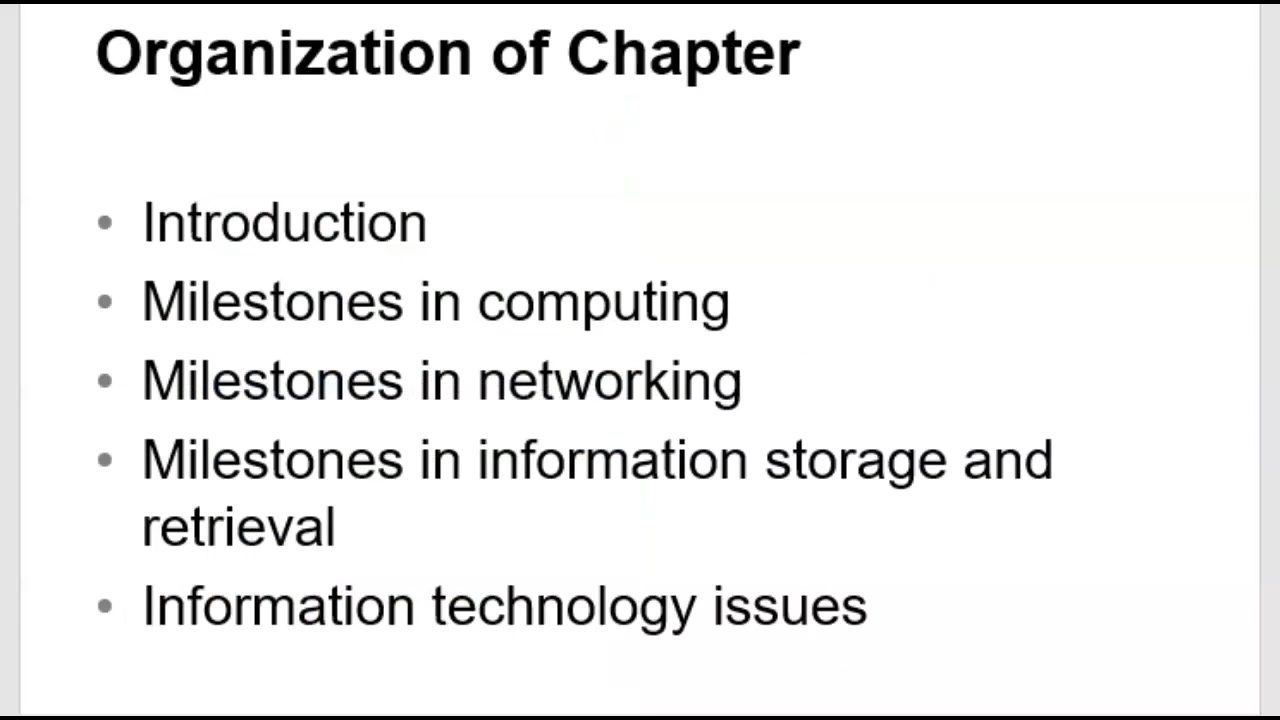 Organization of Chapter
• Introduction
• Milestones in computing
• Milestones in networking
• Milestones in information storage and
retrieval
• Information technology issues